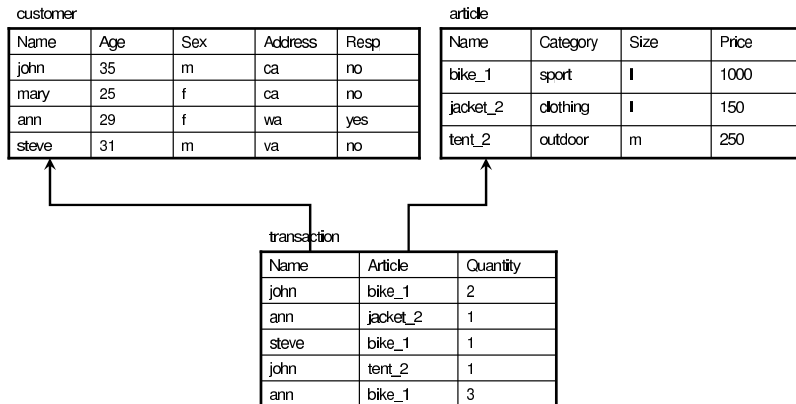 customer
Name Age Sex Address Resp
john 35 m ca no
mary 25 f ca no
ann 29 f wa yes
steve 31 m va no
article
Name Category Size Price
bike_1 sport l 1000
jacket_2 clothing l 150
tent_2 outdoor m 250
transaction
Name Article Quantity
john bike_1 2
ann jacket_2 1
steve bike_1 1
john tent_2 1
ann bike_1 3